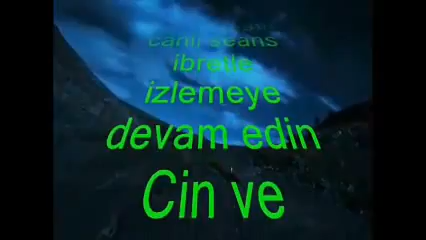 canlı seans
ibretle
izlemeye
devam edin
Cin ve